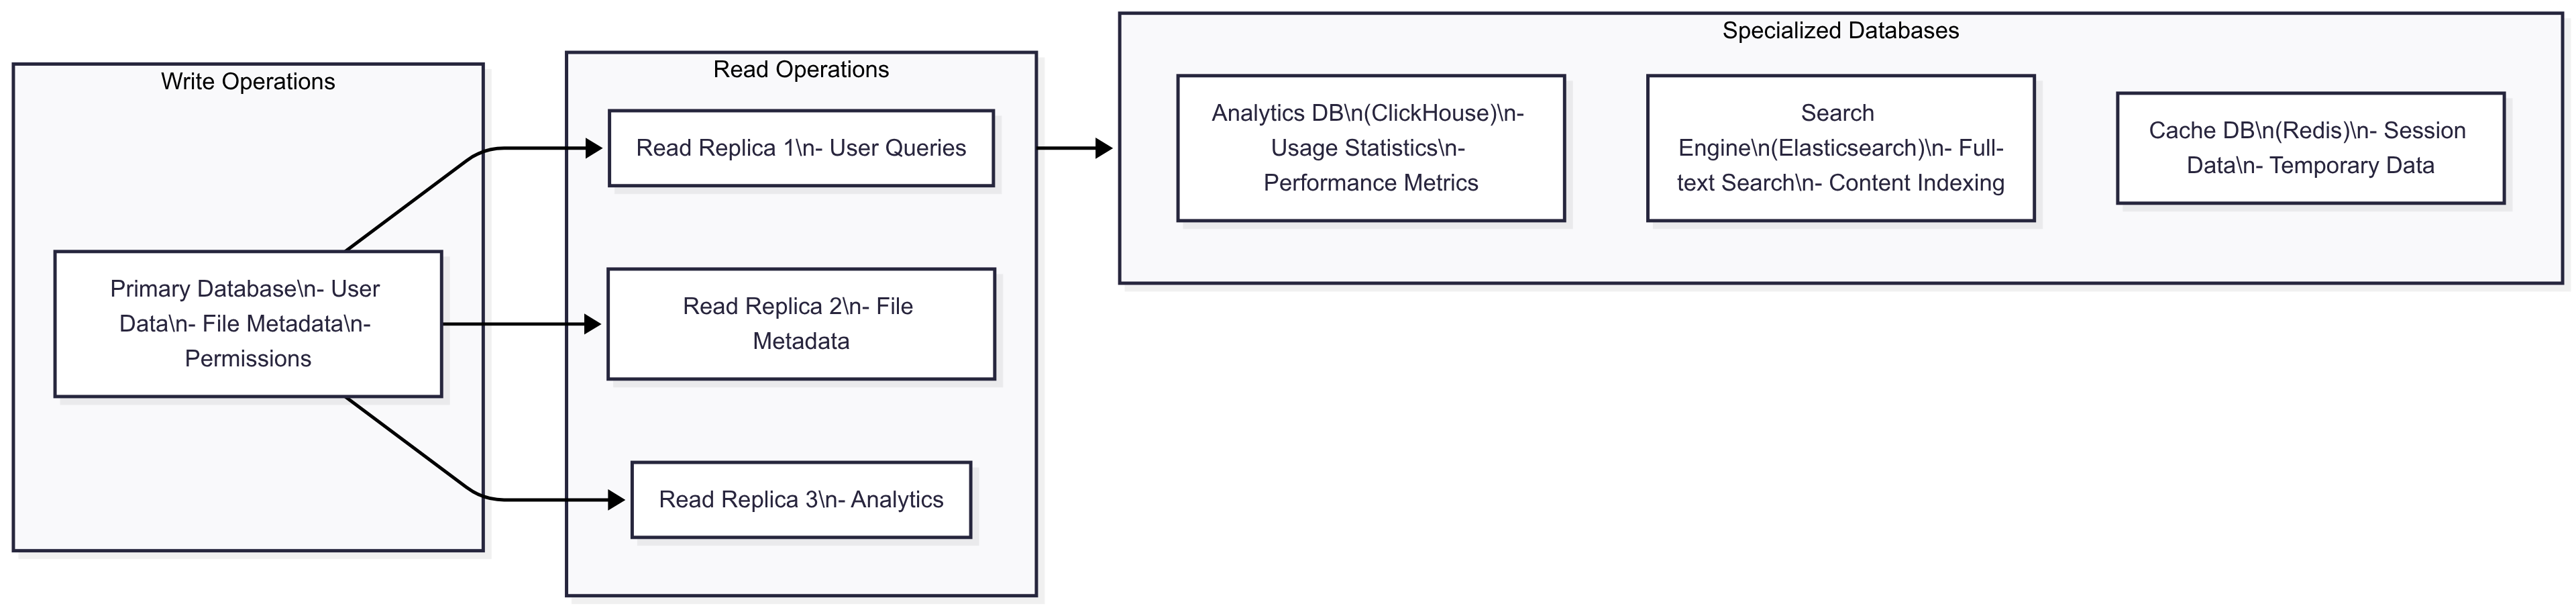 Write Operations
Primary Database\n- User
Data\n- File Metadata\n-
Permissions
Read Operations
Read Replica 1\n- User Queries
Read Replica 2\n- File
Metadata
Read Replica 3\n- Analytics
Specialized Databases
Analytics DB\n(ClickHouse)\n-
Usage Statistics\n-
Performance Metrics
Search
Engine\n(Elasticsearch)\n- Full-
text Search\n- Content Indexing
Cache DB\n(Redis)\n- Session
Data\n- Temporary Data